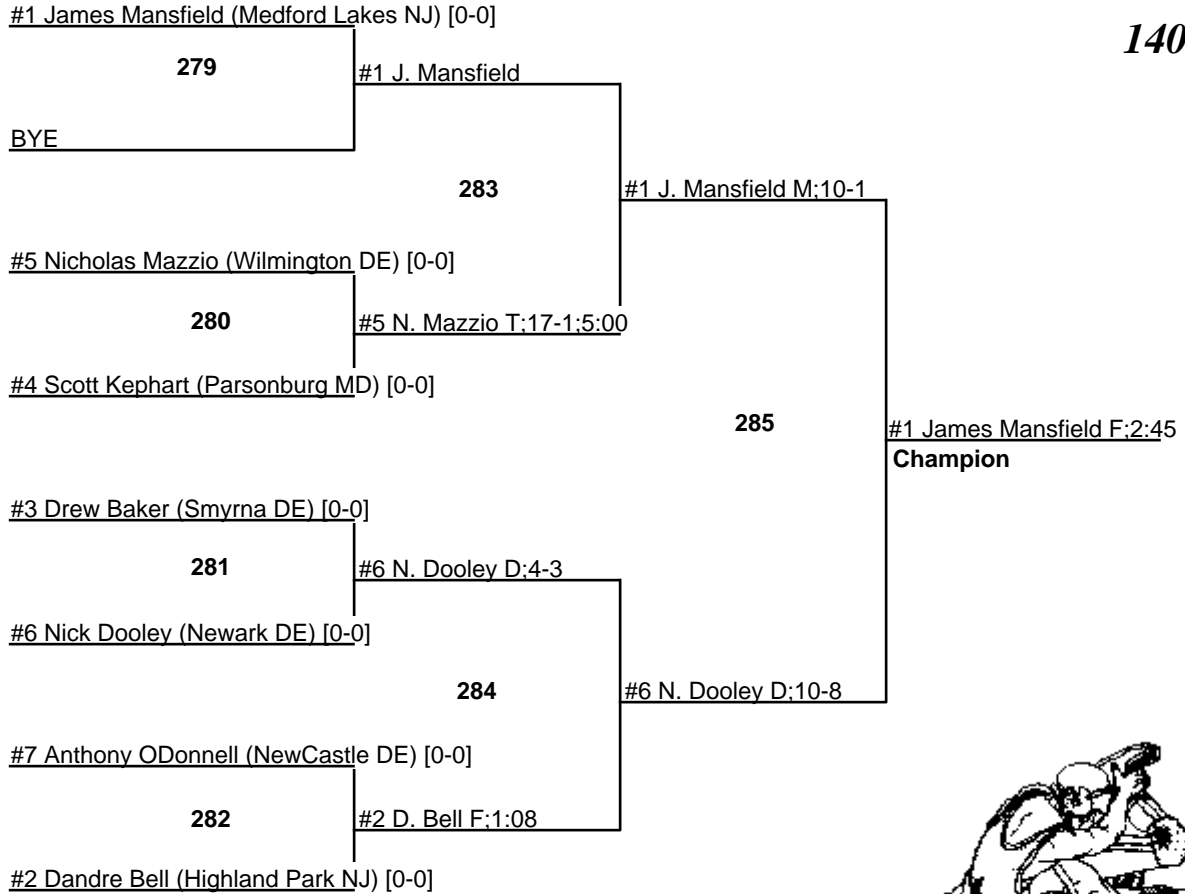 #1 James Mansfield (Medford Lakes NJ) [0-0]
140
279
#1 J. Mansfield
BYE
283
#1 J. Mansfield M;10-1
#5 Nicholas Mazzio (Wilmington DE) [0-0]
280
#5 N. Mazzio T;17-1;5:00
#4 Scott Kephart (Parsonburg MD) [0-0]
285
#1 James Mansfield F;2:45
Champion
#3 Drew Baker (Smyrna DE) [0-0]
281
#6 N. Dooley D;4-3
#6 Nick Dooley (Newark DE) [0-0]
284
#6 N. Dooley D;10-8
#7 Anthony ODonnell (NewCastle DE) [0-0]
282
#2 D. Bell F;1:08
#2 Dandre Bell (Highland Park NJ) [0-0]